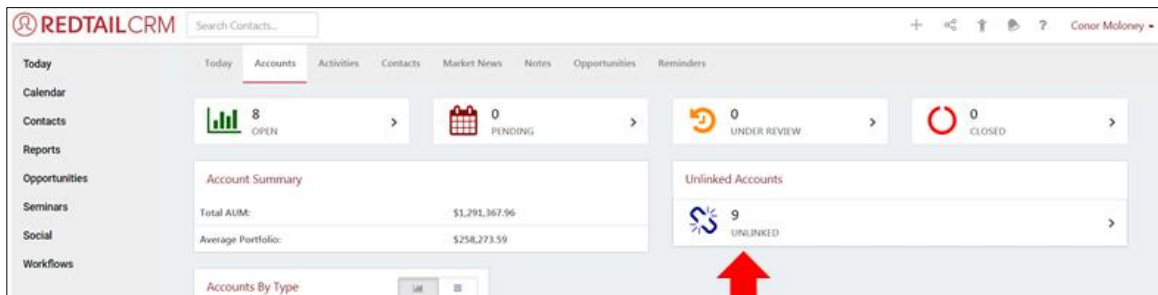 REDTAILCRM
Search Contacts...
? Conor Moloney
Today
Calendar
Contacts
Reports
Opportunities
Seminars
Social
Workflows
Today Accounts Activities Contacts Market News Notes Opportunities Reminders
8
OPEN
0
PENDING
0
UNDER REVIEW
0
CLOSED
Account Summary
Total AUM: $1,291,367.96
Average Portfolio: $258,273.59
Unlinked Accounts
9
UNLINKED
Accounts By Type